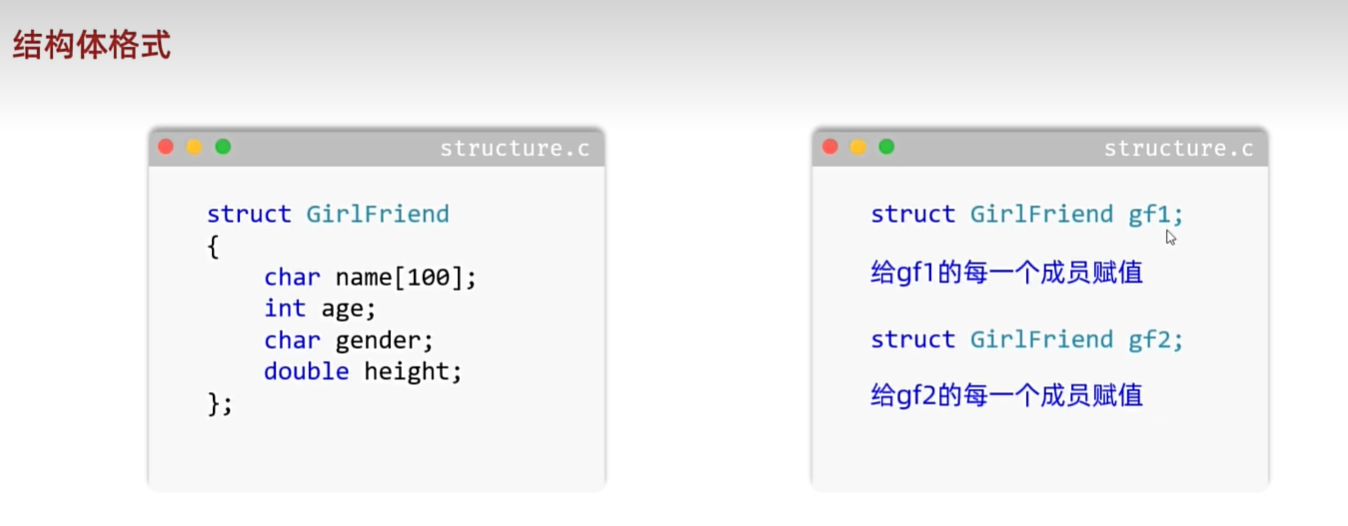 结构体格式
structure.c
struct GirlFriend
{
    char name[100];
    int age;
    char gender;
    double height;
};
structure.c
struct GirlFriend gf1;
给gf1的每一个成员赋值
struct GirlFriend gf2;
给gf2的每一个成员赋值